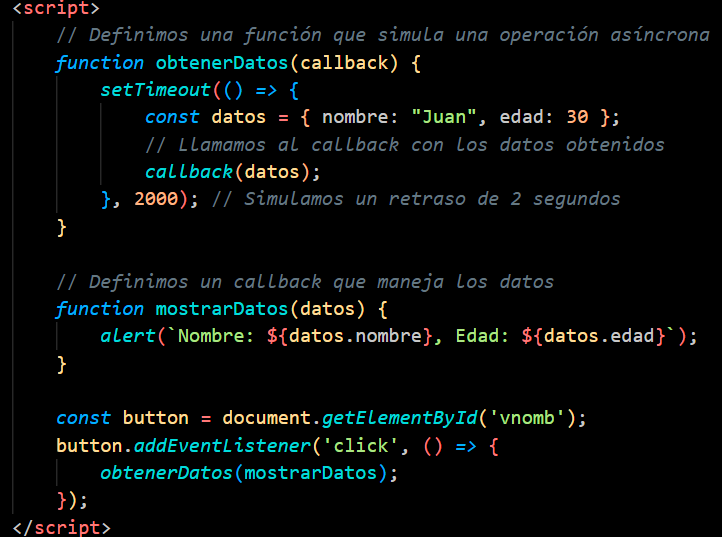 <script>
// Definimos una función que simula una operación asíncrona
function obtenerDatos(callback) {
setTimeout(() => {
const datos = { nombre: "Juan", edad: 30 };
// Llamamos al callback con los datos obtenidos
callback(datos);
}, 2000); // Simulamos un retraso de 2 segundos
}
// Definimos un callback que maneja los datos
function mostrarDatos(datos) {
alert(`Nombre: ${datos.nombre}, Edad: ${datos.edad}`);
}
const button = document.getElementById('vnomb');
button.addEventListener('click', () => {
obtenerDatos(mostrarDatos);
});
</script>